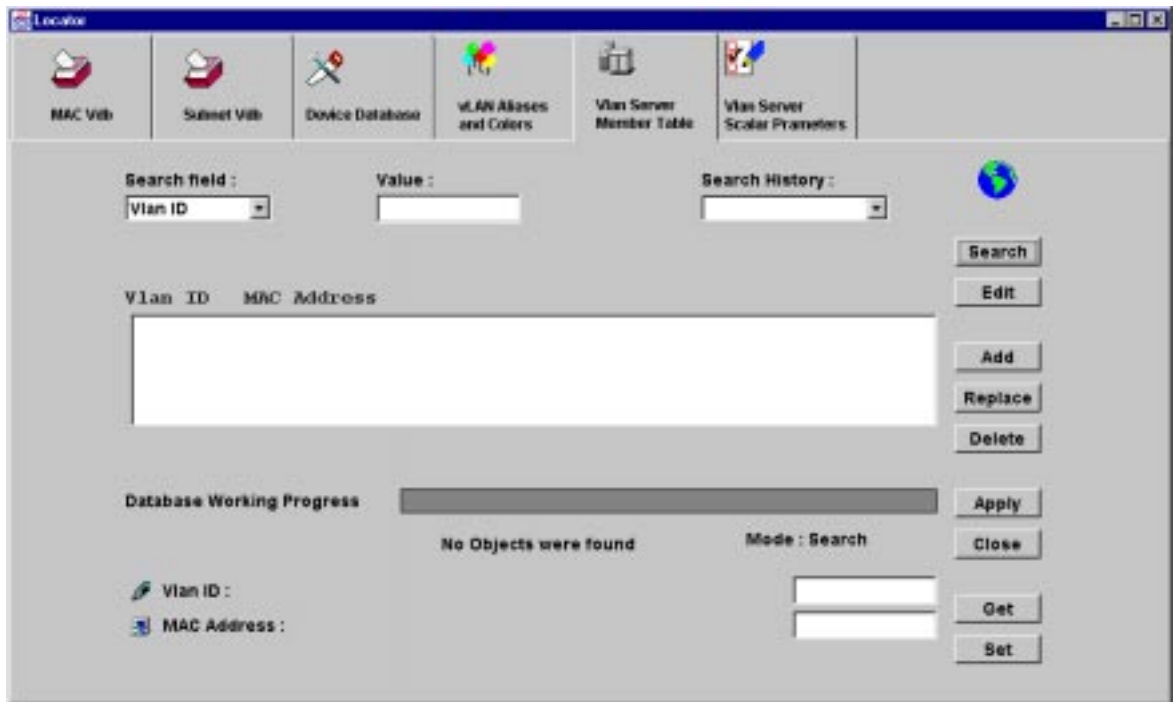 Locator
MAC Vdb
Subnet Vdb
Device Database
vLAN Aliases
and Colors
Vlan Server
Member Table
Vlan Server
Scalar Prameters
Search field :
Value :
Search History :
Vlan ID
Search
Edit
Vlan ID MAC Address
Add
Replace
Delete
Database Working Progress
Apply
No Objects were found
Mode : Search
Close
Vlan ID :
MAC Address :
Get
Set